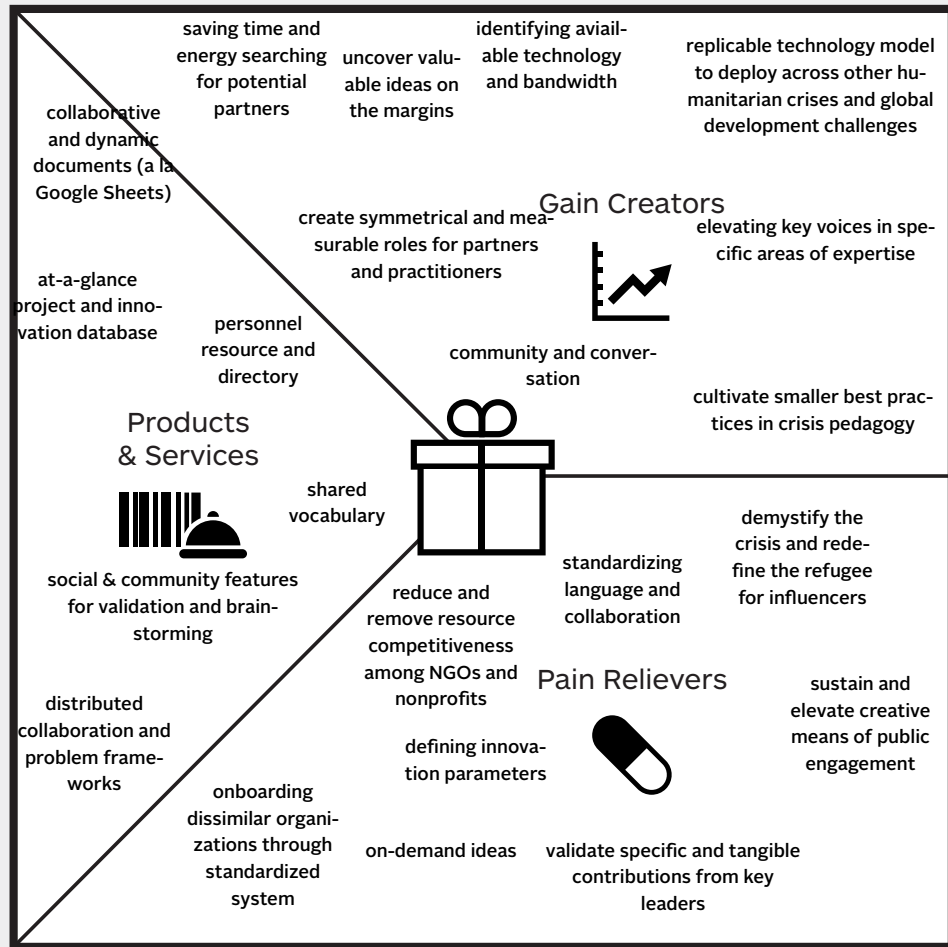 saving time and
energy searching
for potential
partners
uncover valu-
able ideas on
the margins
identifying aviail-
able technology
and bandwidth
replicable technology model
to deploy across other hu-
manitarian crises and global
development challenges
collaborative
and dynamic
documents (a la
Google Sheets)
create symmetrical and mea-
surable roles for partners
and practitioners
Gain Creators
elevating key voices in spe-
cific areas of expertise
at-a-glance
project and inno-
vation database
personnel
resource and
directory
community and conver-
sation
cultivate smaller best prac-
tices in crisis pedagogy
Products
& Services
shared
vocabulary
social & community features
for validation and brain-
storming
distributed
collaboration and
problem frame-
works
demystify the
crisis and rede-
fine the refugee
for influencers
standardizing
language and
collaboration
reduce and
remove resource
competitiveness
among NGOs and
nonprofits
Pain Relievers
sustain and
elevate creative
means of public
engagement
defining innova-
tion parameters
onboarding
dissimilar organi-
zations through
standardized
system
on-demand ideas
validate specific and tangible
contributions from key
leaders